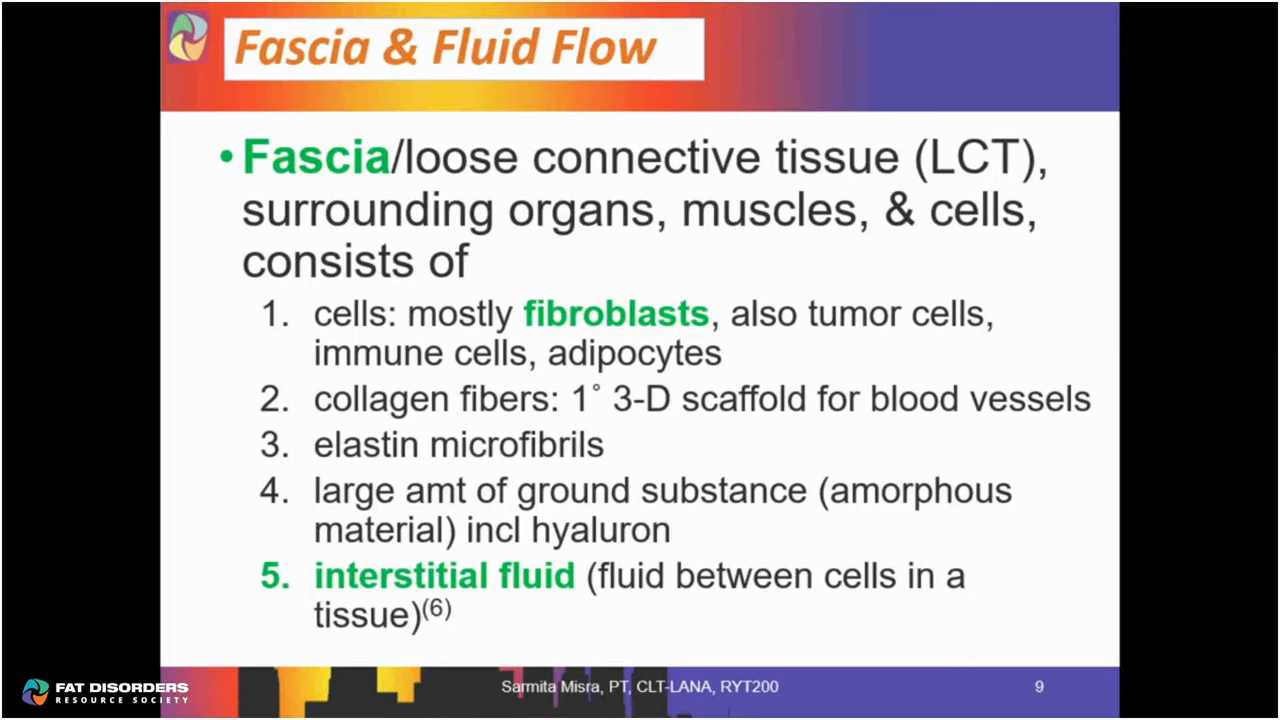 Fascia & Fluid Flow
• Fascia/loose connective tissue (LCT),
surrounding organs, muscles, & cells,
consists of
1. cells: mostly fibroblasts, also tumor cells,
immune cells, adipocytes
2. collagen fibers: 1˚ 3-D scaffold for blood vessels
3. elastin microfibrils
4. large amt of ground substance (amorphous
material) incl hyaluron
5. interstitial fluid (fluid between cells in a
tissue)(6)
Sarmita Misra, PT, CLT-LANA, RYT200
9
FAT DISORDERS
RESOURCE SOCIETY